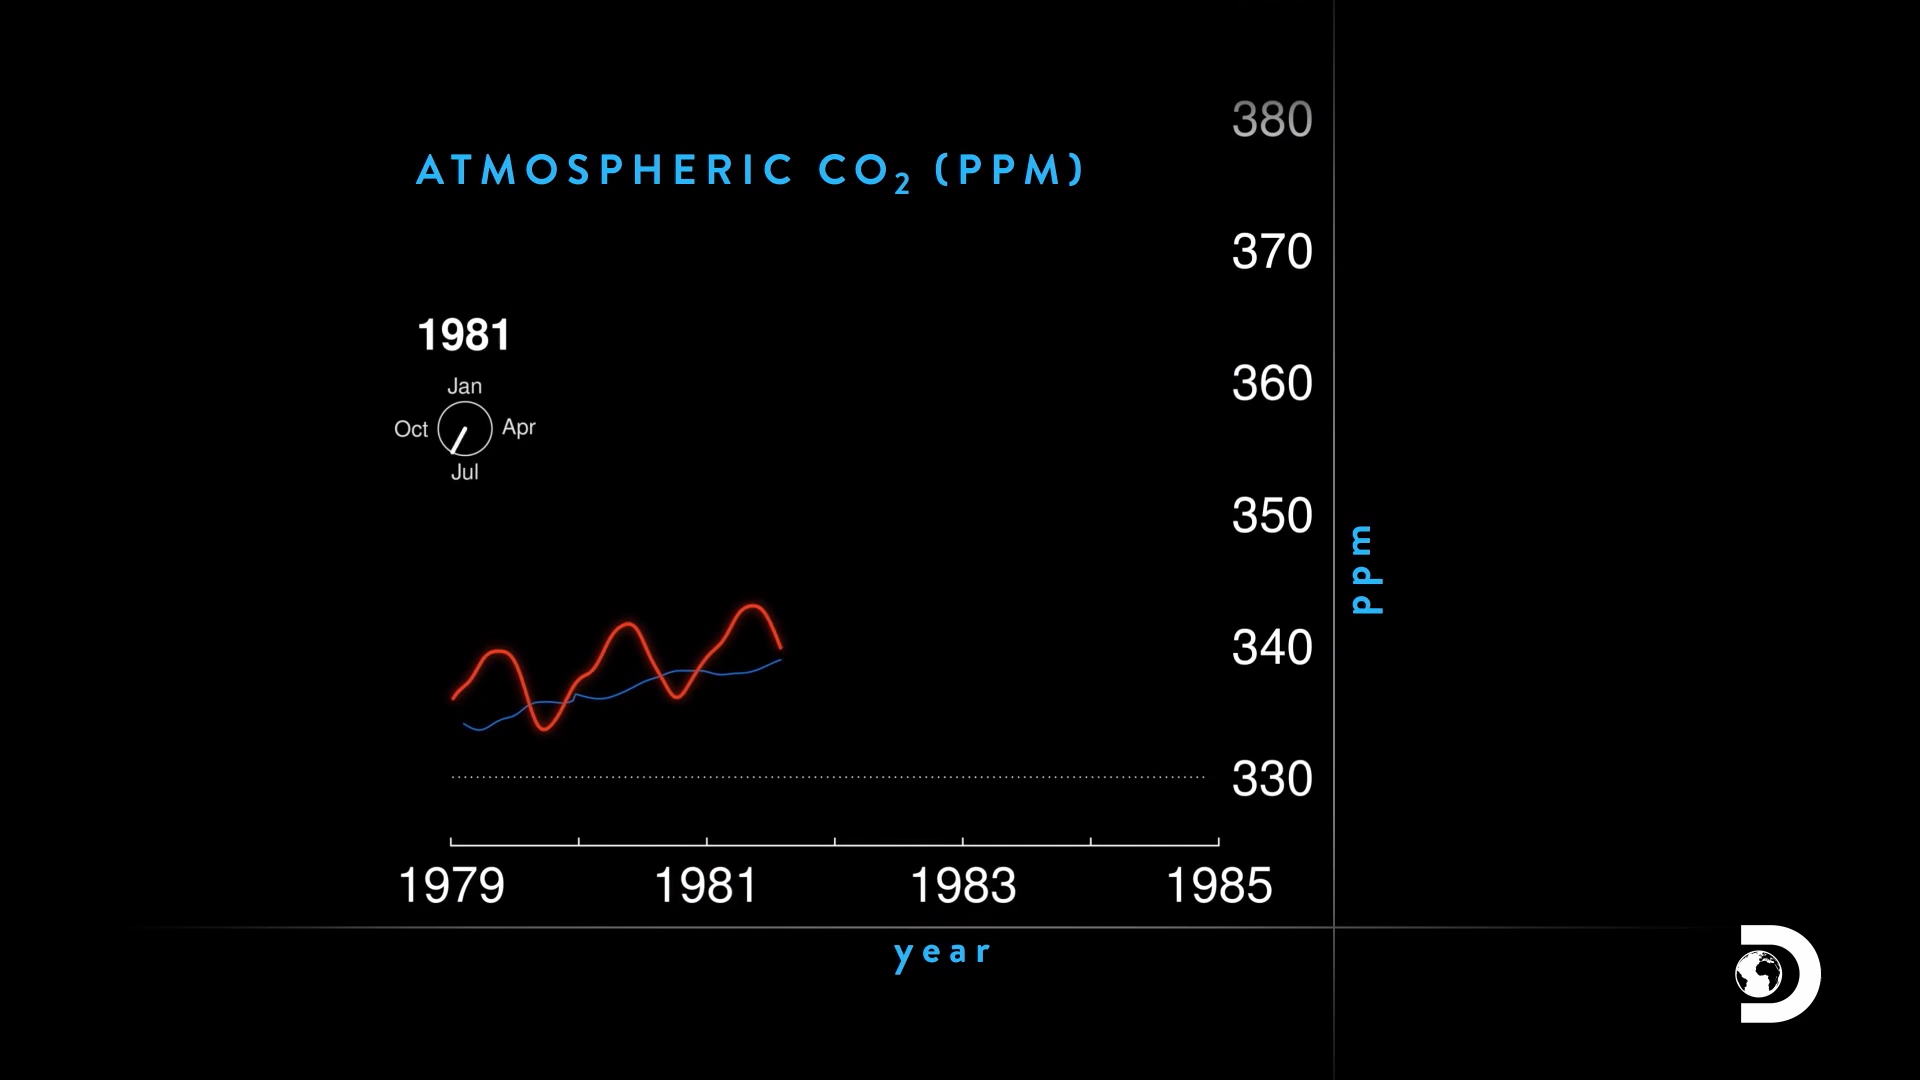 380
ATMOSPHERIC CO₂ (PPM)
370
1981
Jan
360
Oct
Apr
Jul
350
ppm
340
330
1979
1981
1983
1985
year